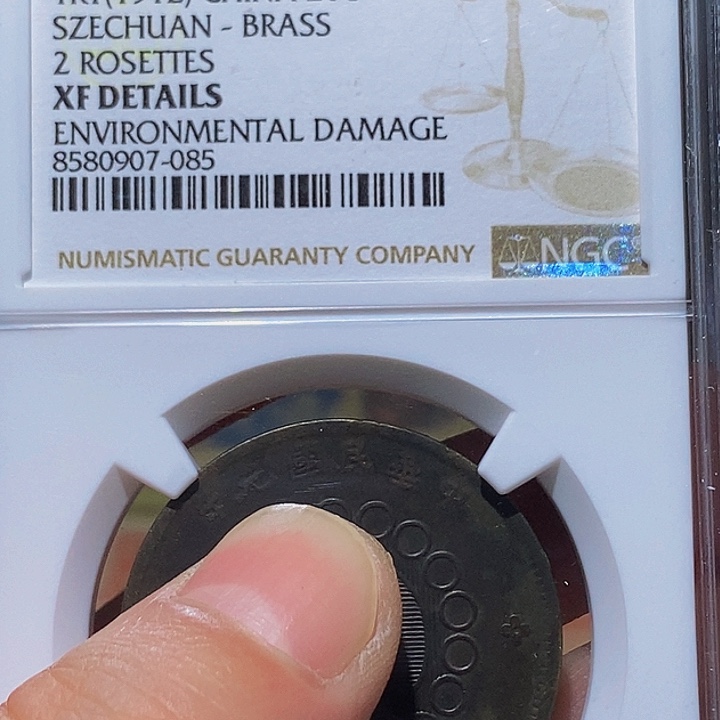 SZECHUAN - BRASS
2 ROSETTES
XF DETAILS
ENVIRONMENTAL DAMAGE
8580907-085
NUMISMATIC GUARANTY COMPANY
NGC